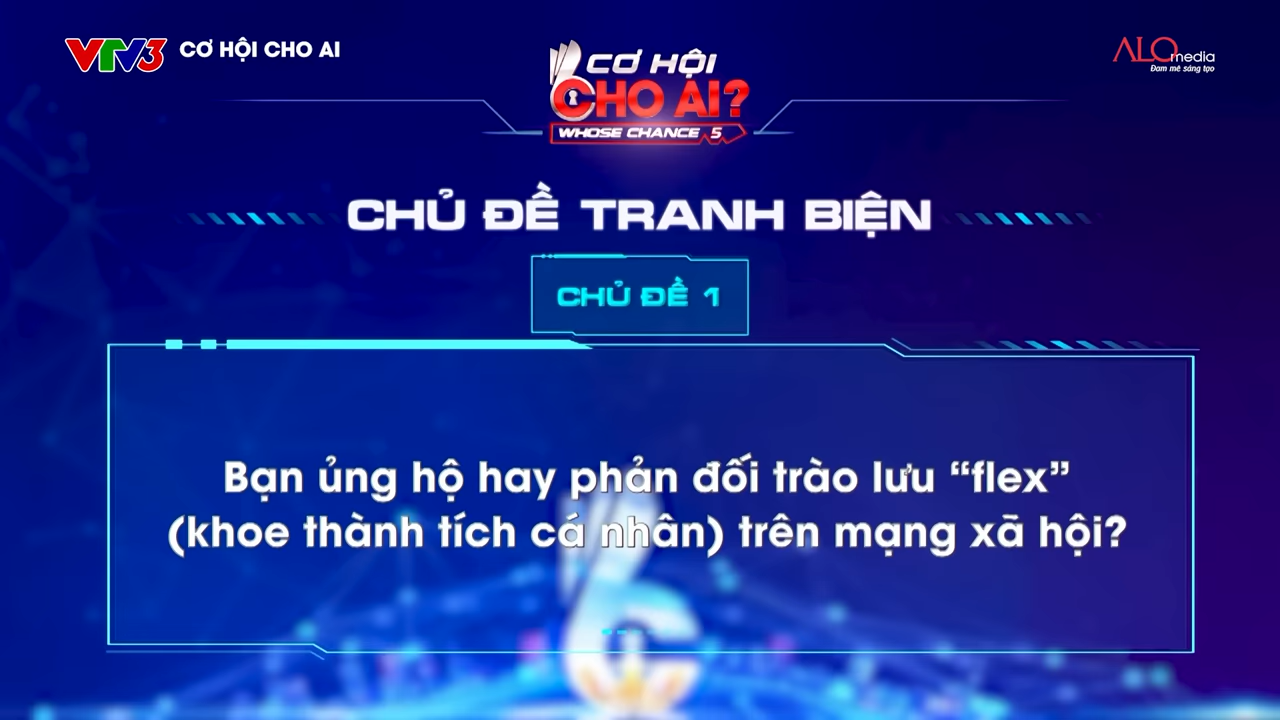 VTV3 CƠ HỘI CHO AI
ALO media
Đam mê sáng tạo
CƠ HỘI
CHO AI?
WHOSE CHANCE 5
CHỦ ĐỀ TRANH BIỆN
CHỦ ĐỀ 1
Bạn ủng hộ hay phản đối trào lưu “flex”
(khoe thành tích cá nhân) trên mạng xã hội?